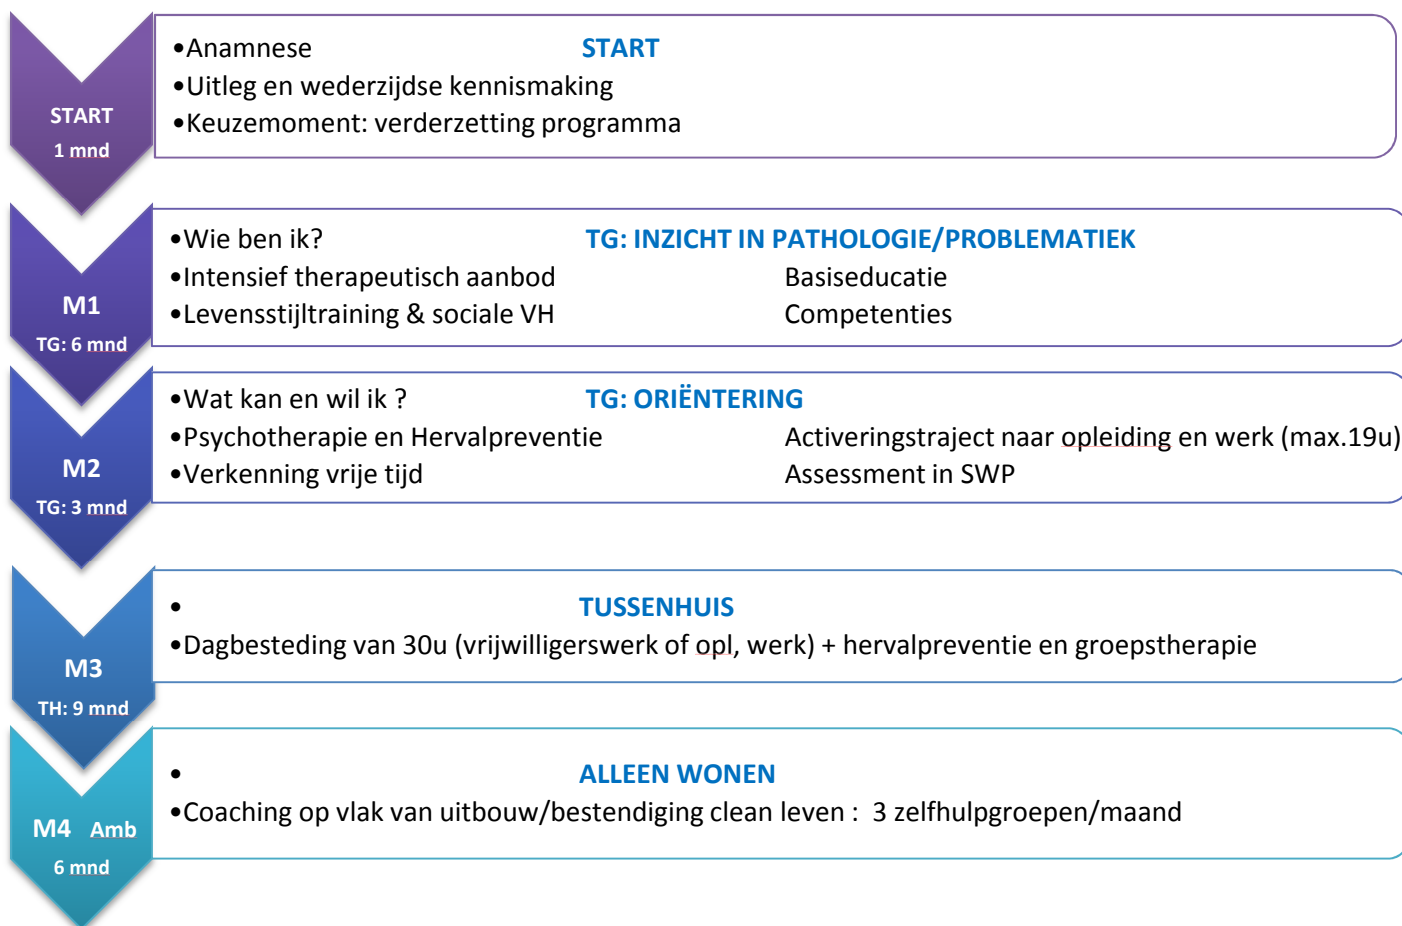 START
1 mnd
•Anamnese START
•Uitleg en wederzijdse kennismaking
•Keuzemoment: verderzetting programma
M1
TG: 6 mnd
•Wie ben ik? TG: INZICHT IN PATHOLOGIE/PROBLEMATIEK
•Intensief therapeutisch aanbod Basiseducatie
•Levensstijltraining & sociale VH Competenties
M2
TG: 3 mnd
•Wat kan en wil ik ? TG: ORIËNTERING
•Psychotherapie en Hervalpreventie Activeringstraject naar opleiding en werk (max.19u)
•Verkenning vrije tijd Assessment in SWP
M3
TH: 9 mnd
• TUSSENHUIS
•Dagbesteding van 30u (vrijwilligerswerk of opl, werk) + hervalpreventie en groepstherapie
M4 Amb
6 mnd
• ALLEEN WONEN
•Coaching op vlak van uitbouw/bestendiging clean leven : 3 zelfhulpgroepen/maand